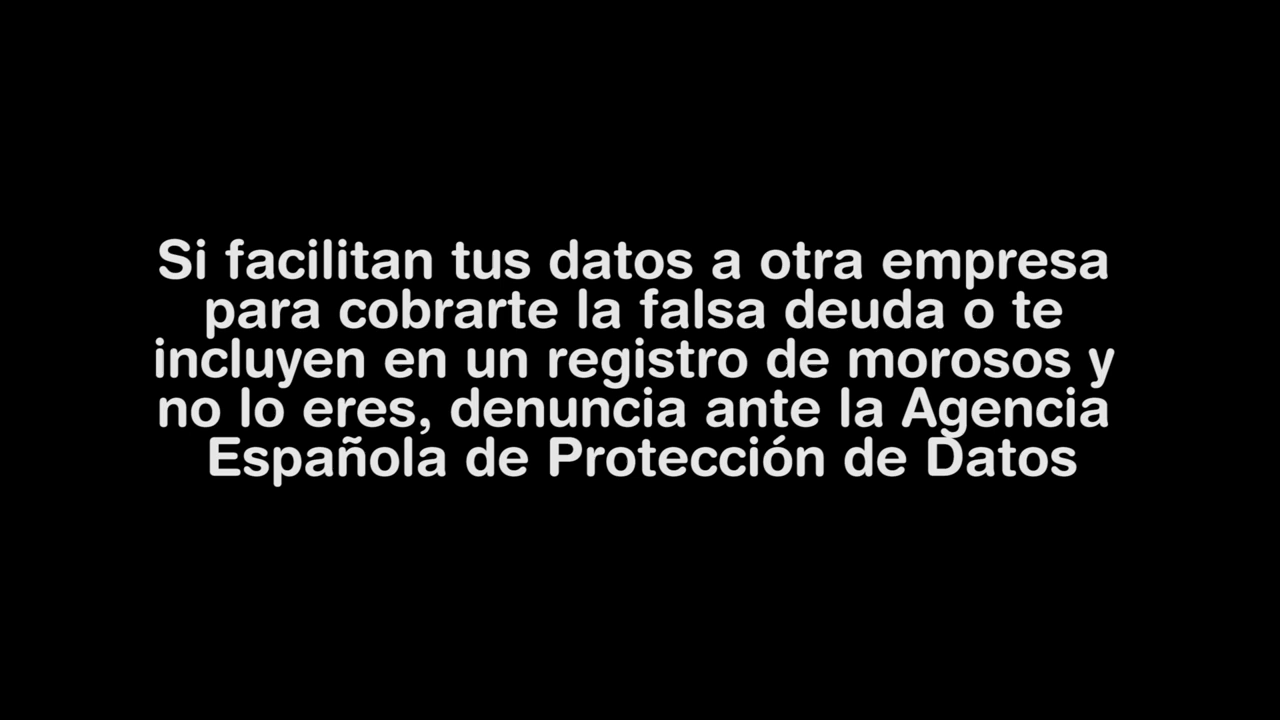 Si facilitan tus datos a otra empresa
para cobrarte la falsa deuda o te
incluyen en un registro de morosos y
no lo eres, denuncia ante la Agencia
Española de Protección de Datos